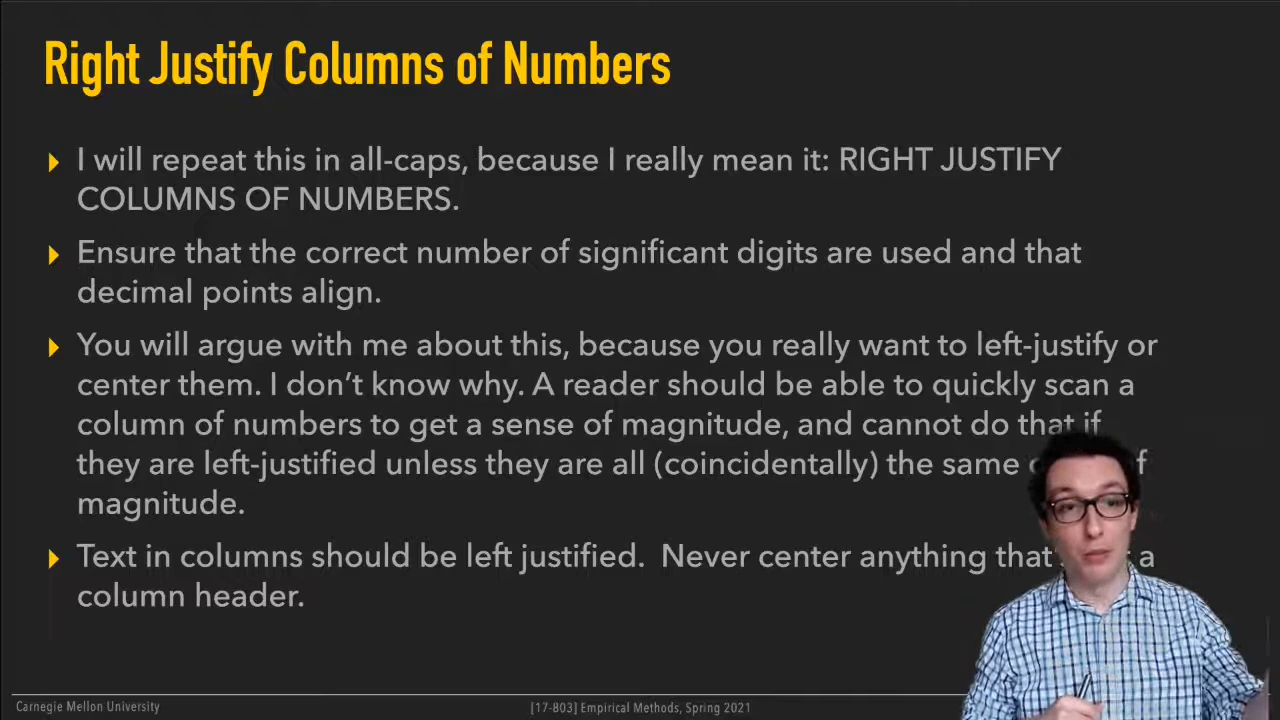 Right Justify Columns of Numbers
I will repeat this in all-caps, because I really mean it: RIGHT JUSTIFY
COLUMNS OF NUMBERS.
Ensure that the correct number of significant digits are used and that
decimal points align.
You will argue with me about this, because you really want to left-justify or
center them. I don’t know why. A reader should be able to quickly scan a
column of numbers to get a sense of magnitude, and cannot do that if
they are left-justified unless they are all (coincidentally) the same
magnitude.
Text in columns should be left justified. Never center anything a
column header.
Carnegie Mellon University
[17-803] Empirical Methods, Spring 2021